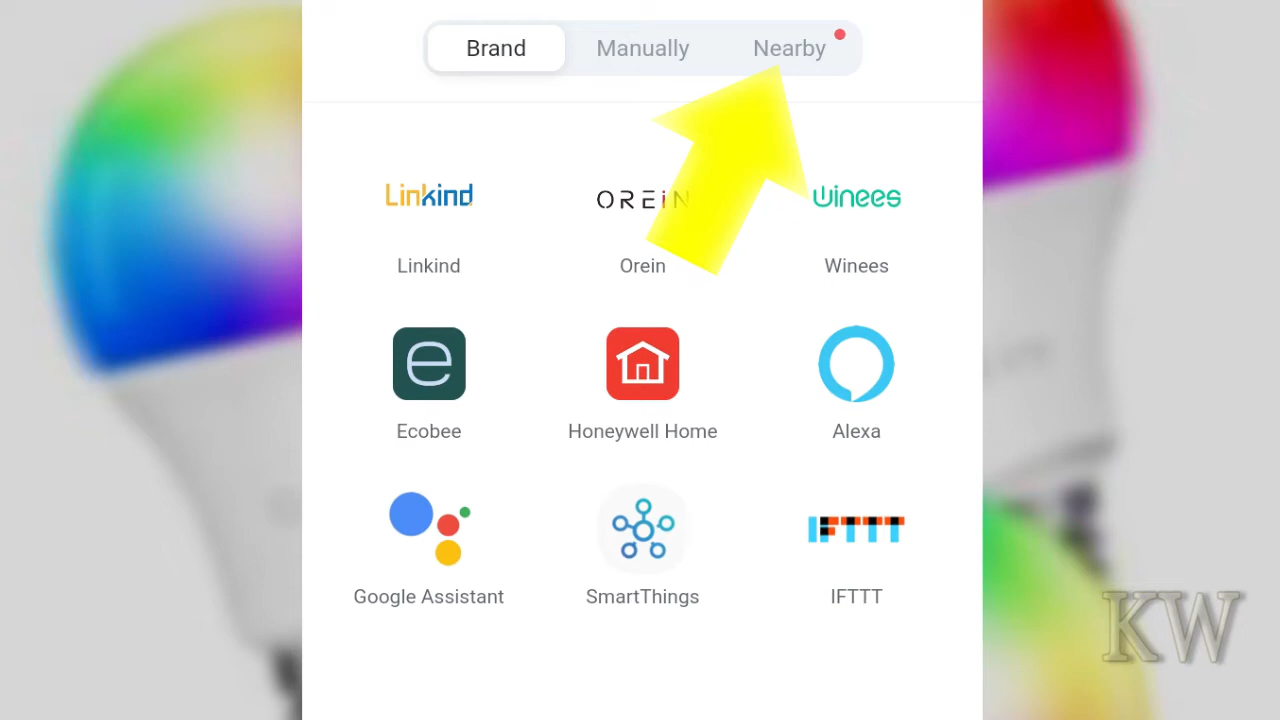 Brand Manually Nearby
Linkind OREiN Winees
Linkind Orein Winees
e
Ecobee Honeywell Home Alexa
IFTTT
Google Assistant SmartThings IFTTT
KW